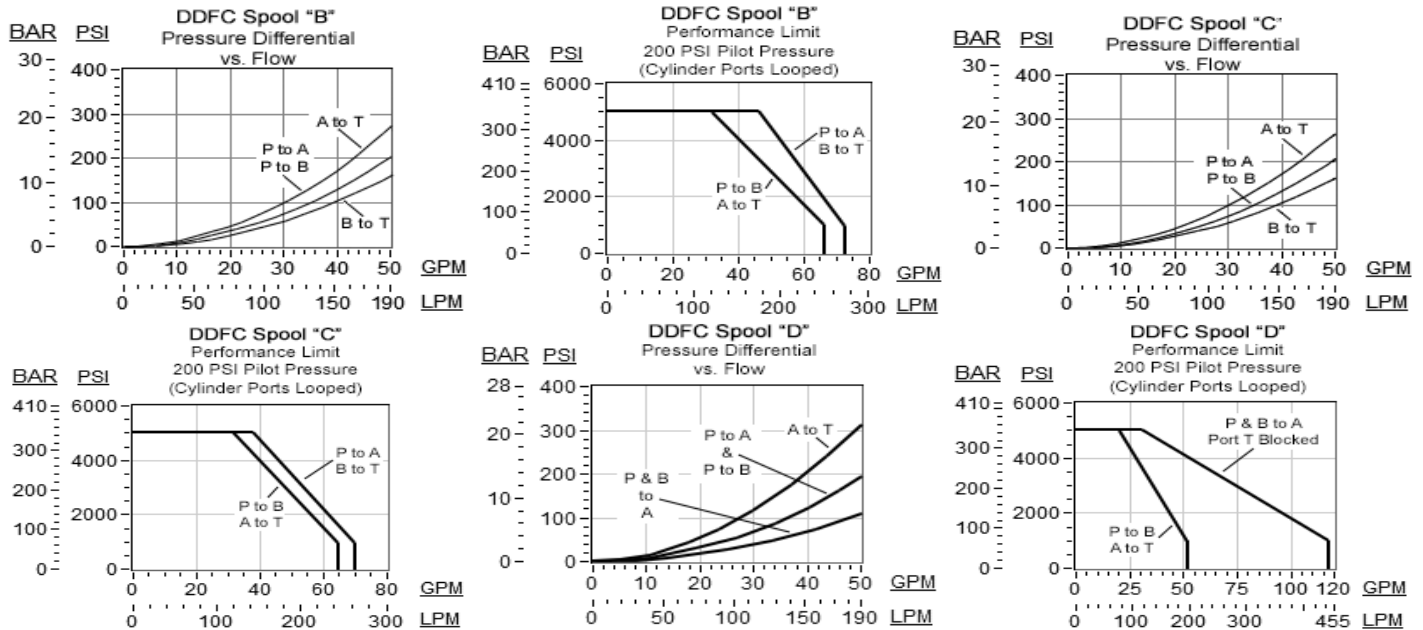 DDFC Spool “B”
Pressure Differential
vs. Flow
BAR PSI
30
20
10
0
400
300
200
100
0
A to T
P to A
P to B
B to T
0 10 20 30 40 50 GPM
0 50 100 150 190 LPM
DDFC Spool “B”
Performance Limit
200 PSI Pilot Pressure
(Cylinder Ports Looped)
BAR PSI
410
300
200
100
0
6000
4000
2000
0
P to A
B to T
P to B
A to T
0 20 40 60 80 GPM
0 100 200 300 LPM
DDFC Spool “C”
Pressure Differential
vs. Flow
BAR PSI
30
20
10
0
400
300
200
100
0
A to T
P to A
P to B
B to T
0 10 20 30 40 50 GPM
0 50 100 150 190 LPM
DDFC Spool “C”
Performance Limit
200 PSI Pilot Pressure
(Cylinder Ports Looped)
BAR PSI
410
300
200
100
0
6000
4000
2000
0
P to A
B to T
P to B
A to T
0 20 40 60 80 GPM
0 100 200 300 LPM
DDFC Spool “D”
Pressure Differential
vs. Flow
BAR PSI
28
20
10
0
400
300
200
100
0
A to T
P to A
&
P to B
P & B
to
A
0 10 20 30 40 50 GPM
0 50 100 150 190 LPM
DDFC Spool “D”
Performance Limit
200 PSI Pilot Pressure
(Cylinder Ports Looped)
BAR PSI
410
300
200
100
0
6000
4000
2000
0
P & B to A
Port T Blocked
P to B
A to T
0 25 50 75 100 120 GPM
0 100 200 300 455 LPM